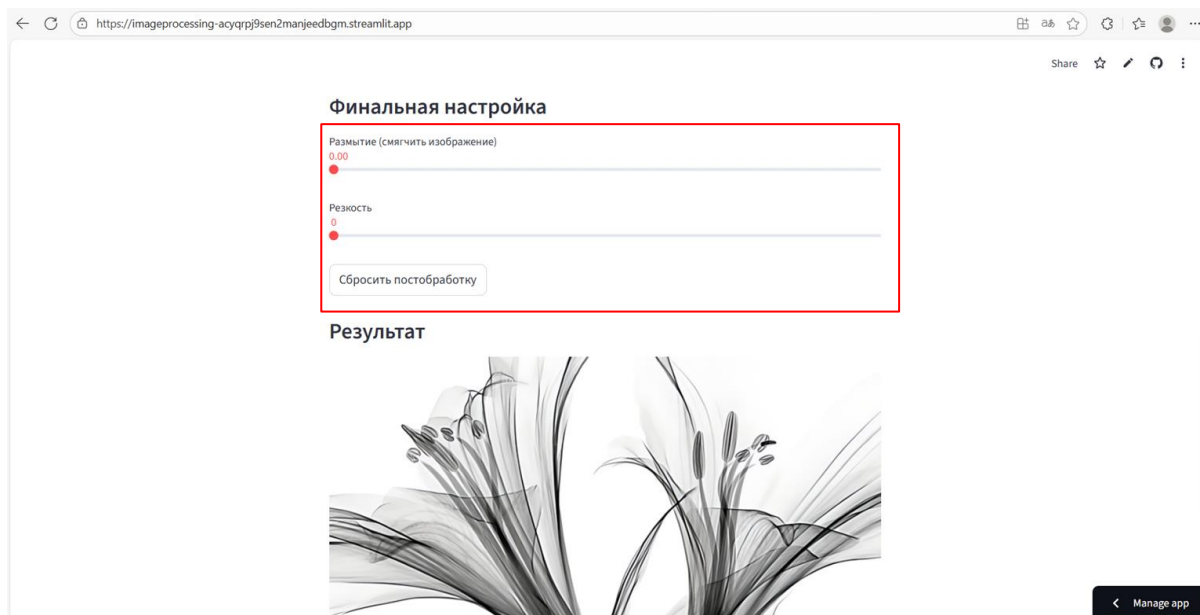 https://imageprocessing-acyqrpj9sen2manjeedbgm.streamlit.app
Share
Финальная настройка
Размытие (смягчить изображение)
0.00
Резкость
0
Сбросить постобработку
Результат
Manage app